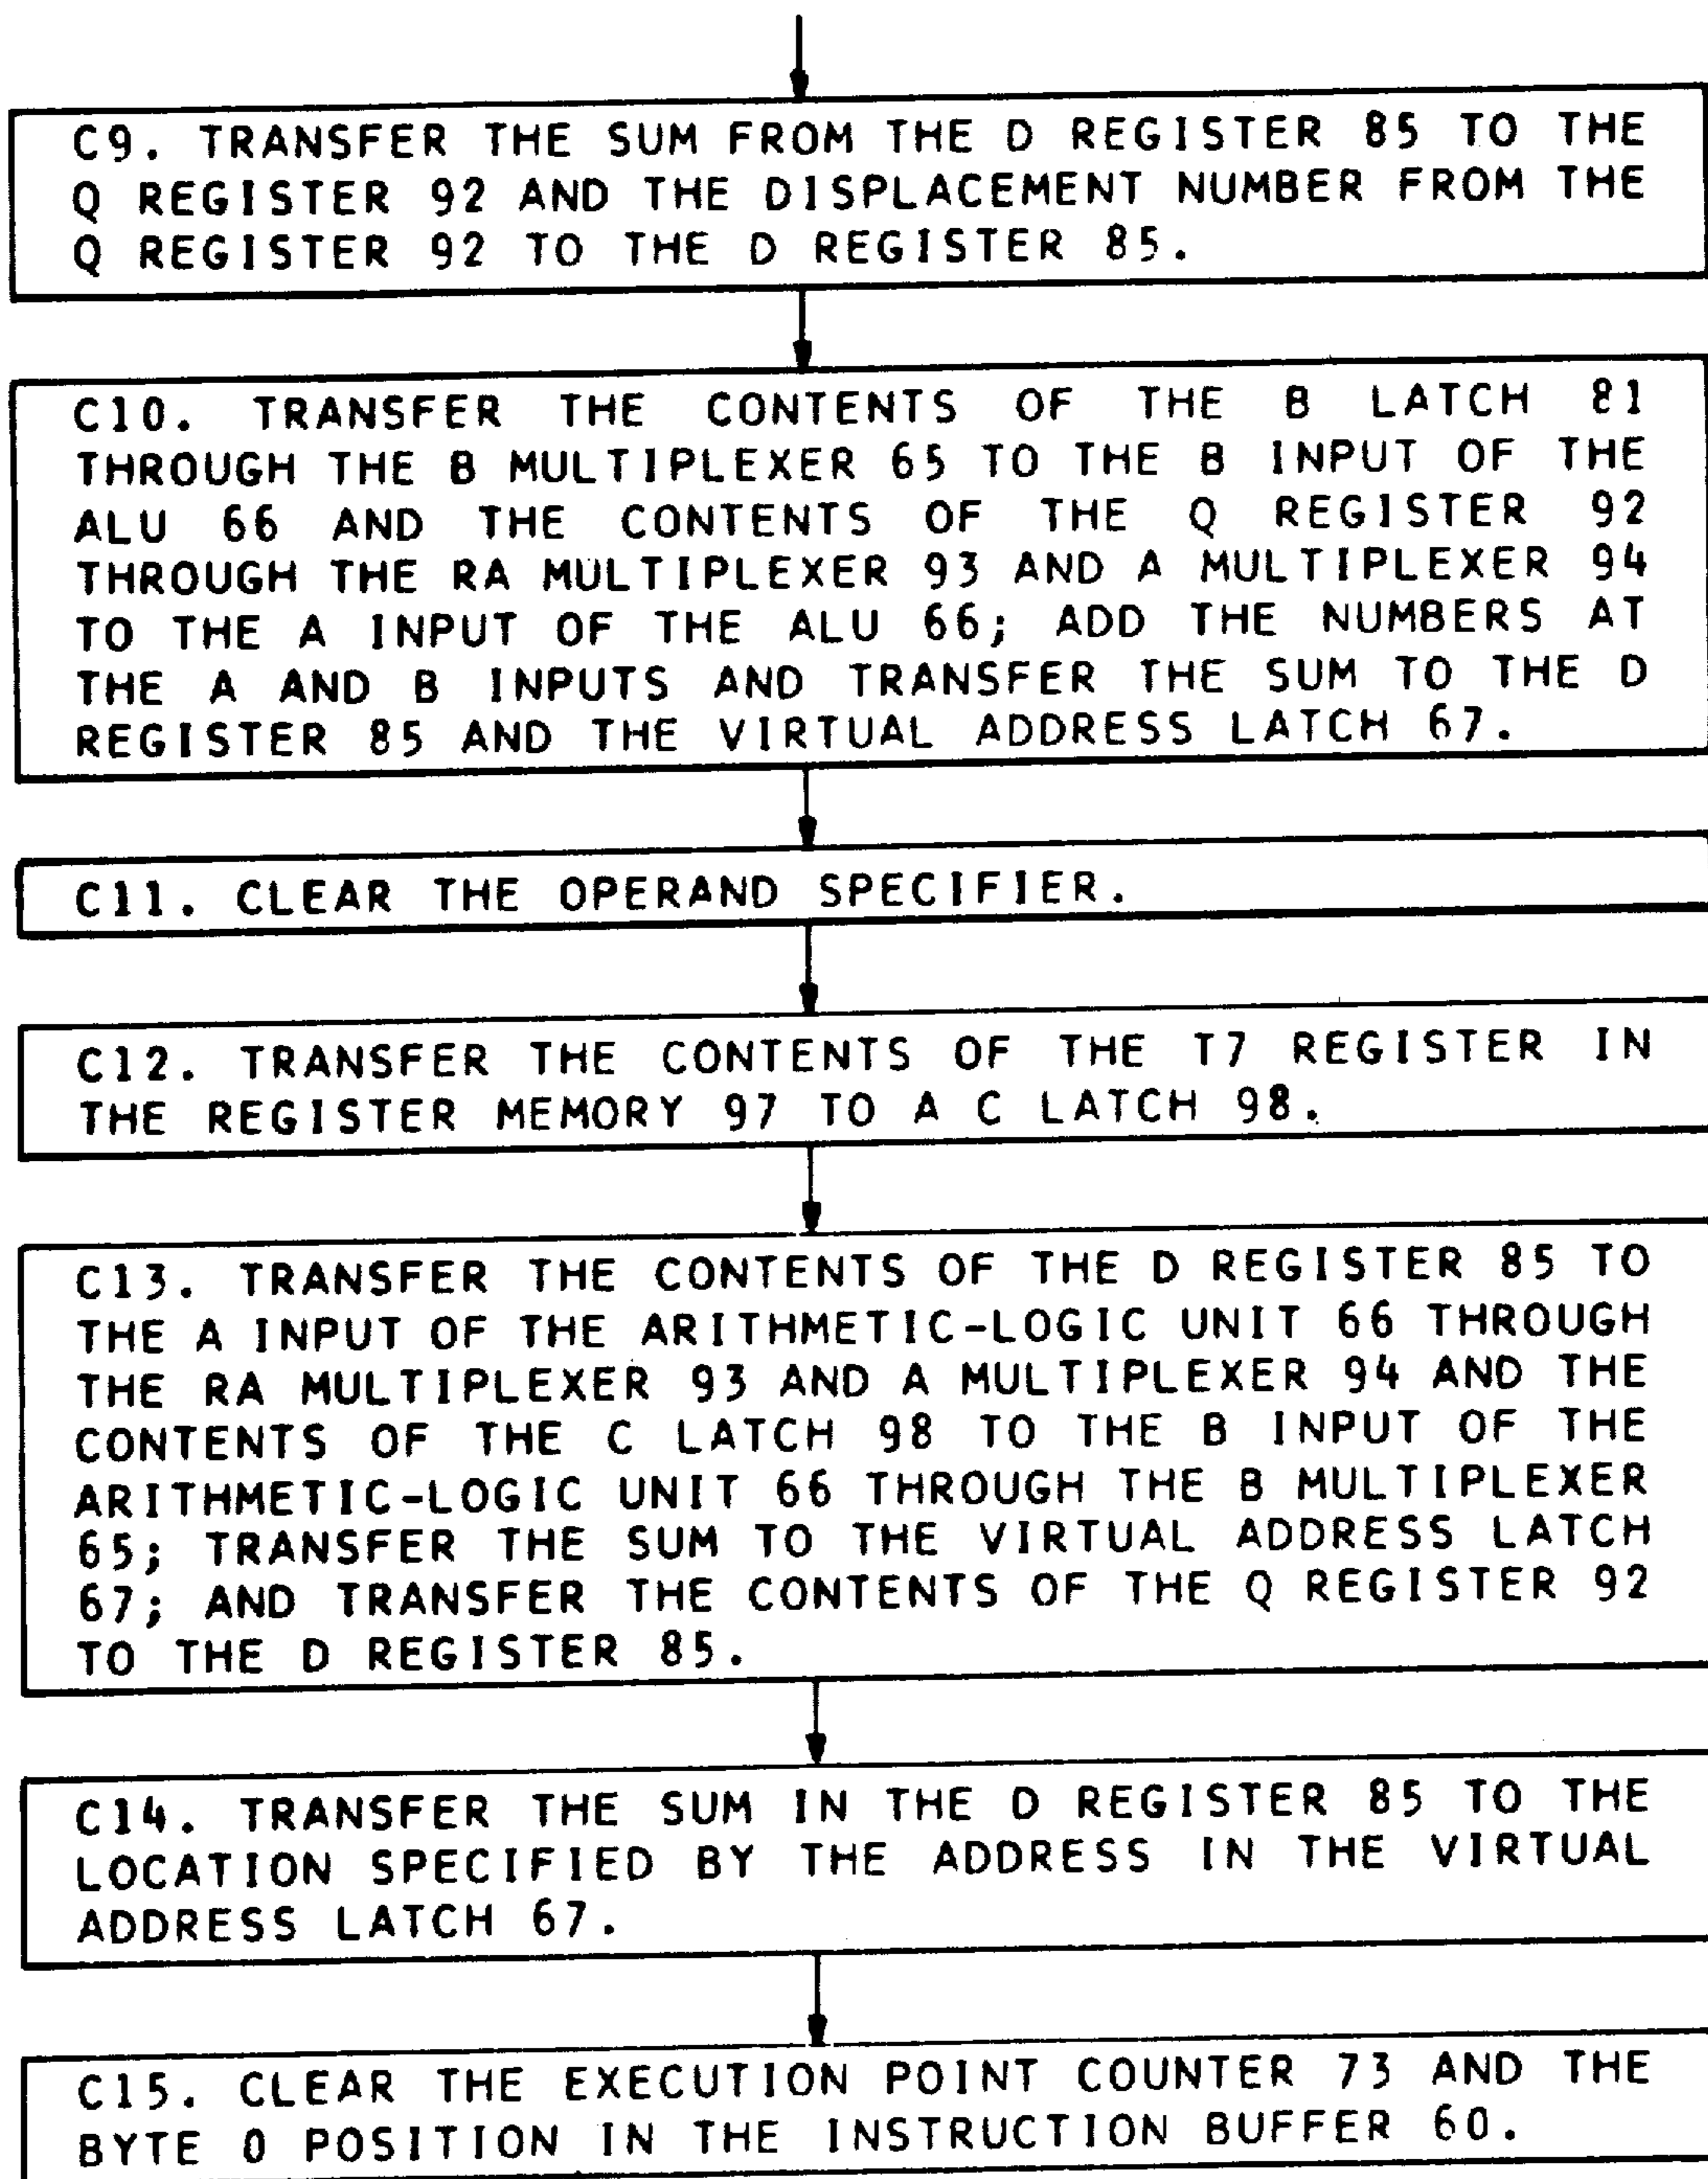 C9. TRANSFER THE SUM FROM THE D REGISTER 85 TO THE
Q REGISTER 92 AND THE DISPLACEMENT NUMBER FROM THE
Q REGISTER 92 TO THE D REGISTER 85.
C10. TRANSFER THE CONTENTS OF THE B LATCH 81
THROUGH THE B MULTIPLEXER 65 TO THE B INPUT OF THE
ALU 66 AND THE CONTENTS OF THE Q REGISTER 92
THROUGH THE RA MULTIPLEXER 93 AND A MULTIPLEXER 94
TO THE A INPUT OF THE ALU 66; ADD THE NUMBERS AT
THE A AND B INPUTS AND TRANSFER THE SUM TO THE D
REGISTER 85 AND THE VIRTUAL ADDRESS LATCH 67.
C11. CLEAR THE OPERAND SPECIFIER.
C12. TRANSFER THE CONTENTS OF THE T7 REGISTER IN
THE REGISTER MEMORY 97 TO A C LATCH 98.
C13. TRANSFER THE CONTENTS OF THE D REGISTER 85 TO
THE A INPUT OF THE ARITHMETIC-LOGIC UNIT 66 THROUGH
THE RA MULTIPLEXER 93 AND A MULTIPLEXER 94 AND THE
CONTENTS OF THE C LATCH 98 TO THE B INPUT OF THE
ARITHMETIC-LOGIC UNIT 66 THROUGH THE B MULTIPLEXER
65; TRANSFER THE SUM TO THE VIRTUAL ADDRESS LATCH
67; AND TRANSFER THE CONTENTS OF THE Q REGISTER 92
TO THE D REGISTER 85.
C14. TRANSFER THE SUM IN THE D REGISTER 85 TO THE
LOCATION SPECIFIED BY THE ADDRESS IN THE VIRTUAL
ADDRESS LATCH 67.
C15. CLEAR THE EXECUTION POINT COUNTER 73 AND THE
BYTE 0 POSITION IN THE INSTRUCTION BUFFER 60.